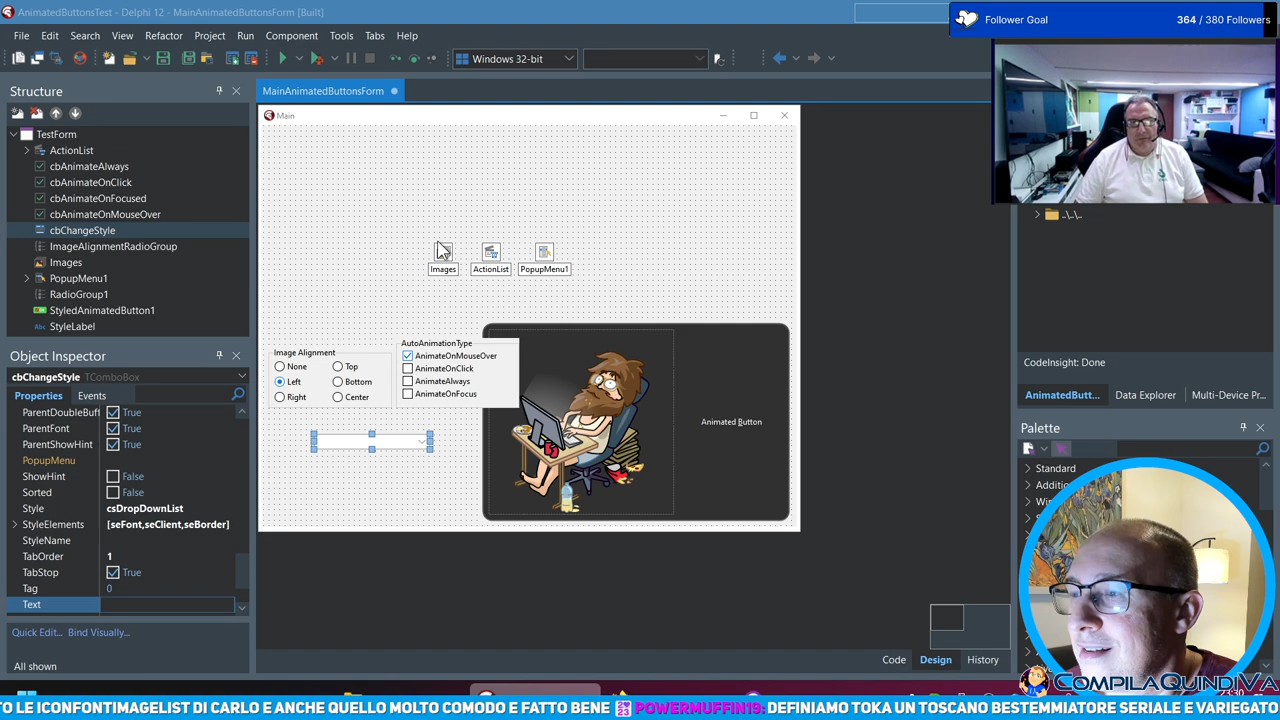 AnimatedButtonsTest - Delphi 12 - MainAnimatedButtonsForm [Built]
Follower Goal 364 / 380 Followers
File Edit Search View Refactor Project Run Component Tools Tabs Help
Windows 32-bit
Structure
MainAnimatedButtonsForm
Main
TestForm
ActionList
cbAnimateAlways
cbAnimateOnClick
cbAnimateOnFocused
cbAnimateOnMouseOver
cbChangeStyle
ImageAlignmentRadioGroup
Images
PopupMenu1
RadioGroup1
StyledAnimatedButton1
StyleLabel
Images ActionList PopupMenu1
Image Alignment
None Top
Left Bottom
Right Center
AutoAnimationType
AnimateOnMouseOver
AnimateOnClick
AnimateAlways
AnimateOnFocus
Animated Button
Object Inspector
cbChangeStyle TComboBox
Properties Events
ParentDoubleBuff True
ParentFont True
ParentShowHint True
PopupMenu
ShowHint False
Sorted False
Style csDropDownList
StyleElements [seFont,seClient,seBorder]
StyleName
TabOrder 1
TabStop True
Tag 0
Text
Quick Edit... Bind Visually...
All shown
Code Design History
..\..\
CodeInsight: Done
AnimatedButt... Data Explorer Multi-Device Pr...
Palette
Standard
COMPILAQUINDIVA
TO LE ICONFONTIMAGELIST DI CARLO E ANCHE QUELLO MOLTO COMODO E FATTO BENE POWERMUFFIN19: DEFINIAMO TOKA UN TOSCANO BESTEMMIATORE SERIALE E VARIEGATO